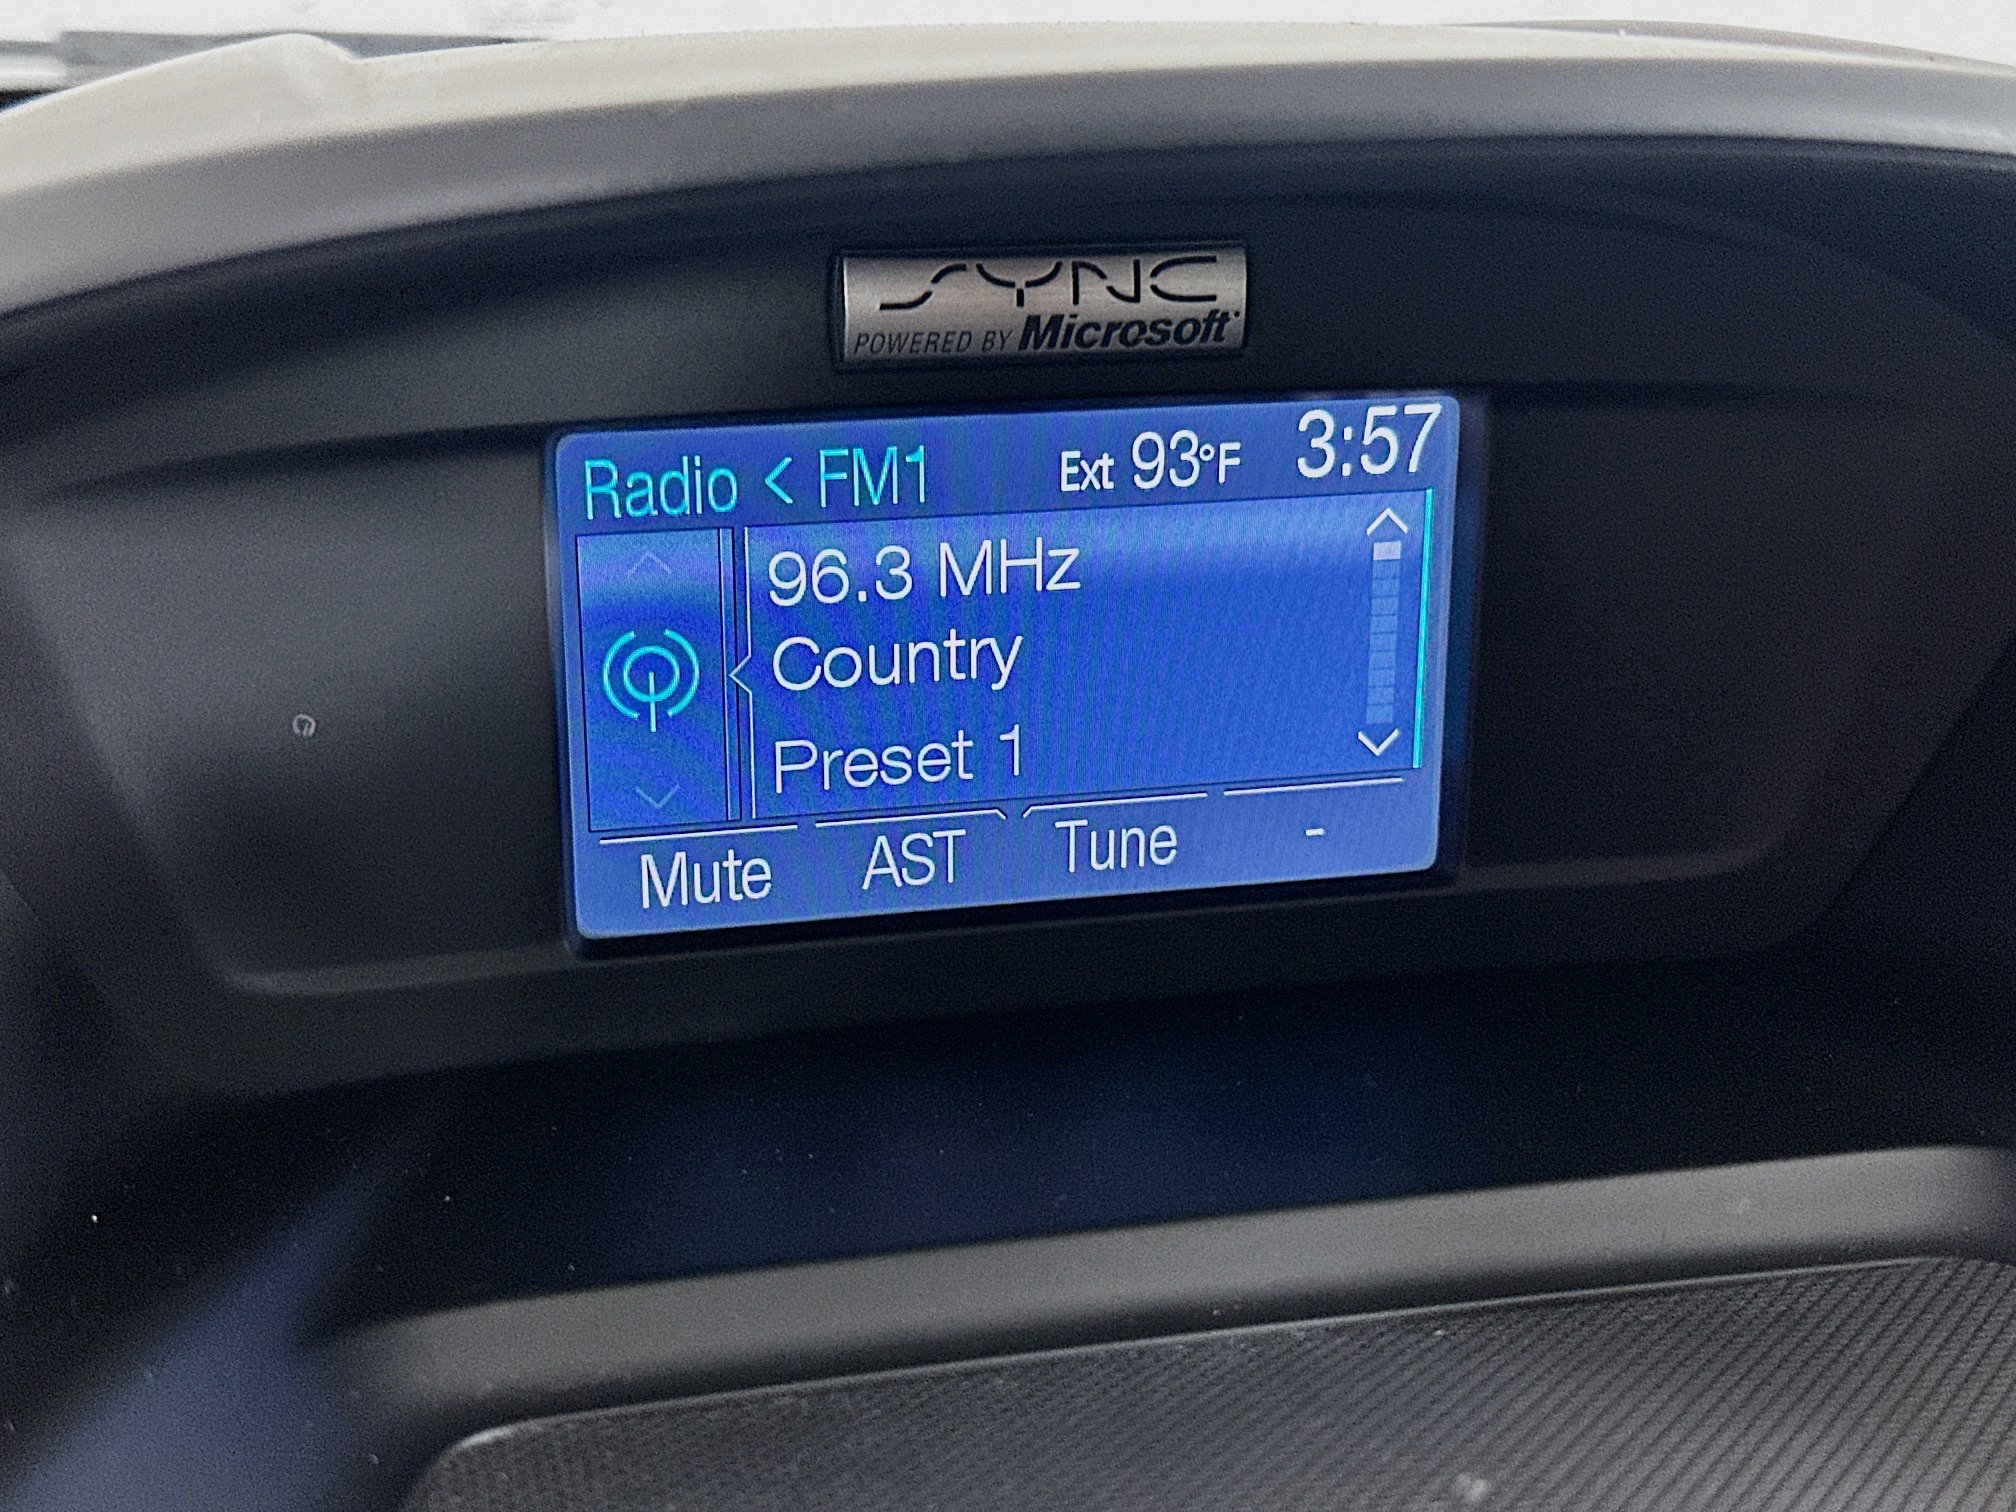 SYNC
POWERED BY Microsoft
Radio < FM1 Ext 93°F 3:57
96.3 MHz
Country
Preset 1
Mute AST Tune -